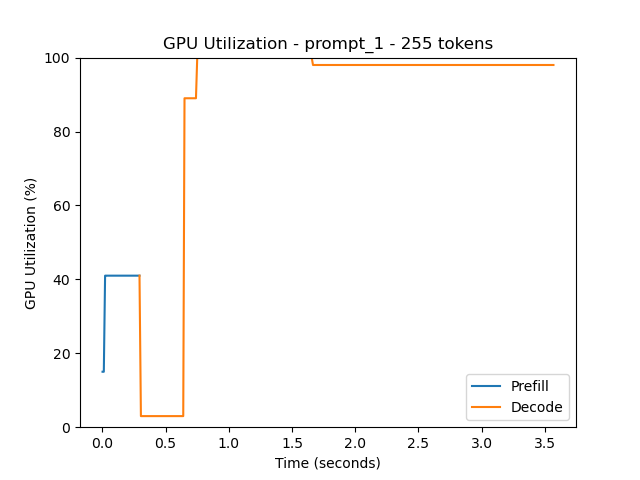 GPU Utilization - prompt_1 - 255 tokens
GPU Utilization (%)
100
80
60
40
20
0
0.0 0.5 1.0 1.5 2.0 2.5 3.0 3.5
Time (seconds)
Prefill
Decode